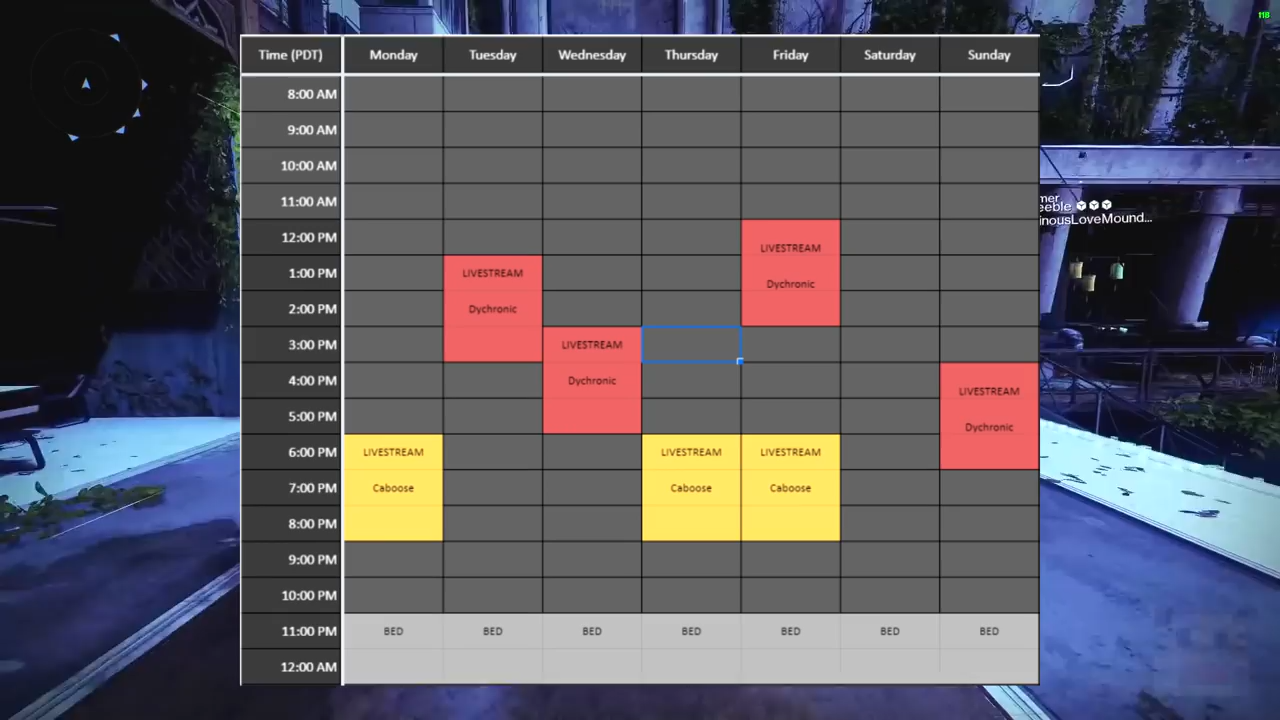 118
Time (PDT) Monday Tuesday Wednesday Thursday Friday Saturday Sunday
8:00 AM
9:00 AM
10:00 AM
11:00 AM
12:00 PM
LIVESTREAM
1:00 PM LIVESTREAM
Dychronic
2:00 PM Dychronic
3:00 PM LIVESTREAM
4:00 PM Dychronic
LIVESTREAM
5:00 PM
Dychronic
6:00 PM LIVESTREAM LIVESTREAM LIVESTREAM
7:00 PM Caboose Caboose Caboose
8:00 PM
9:00 PM
10:00 PM
11:00 PM BED BED BED BED BED BED BED
12:00 AM
mer
eeble
inousLoveMound...